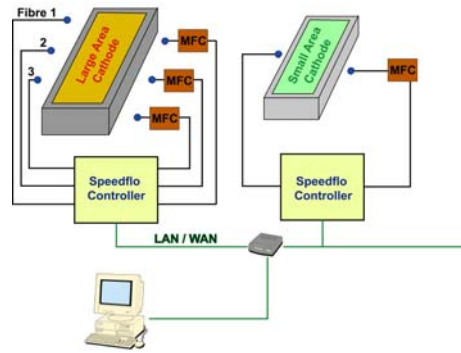 Fibre 1
2
3
Large Area
Cathode
MFC
MFC
MFC
Speedflo
Controller
Small Area
Cathode
MFC
Speedflo
Controller
LAN / WAN